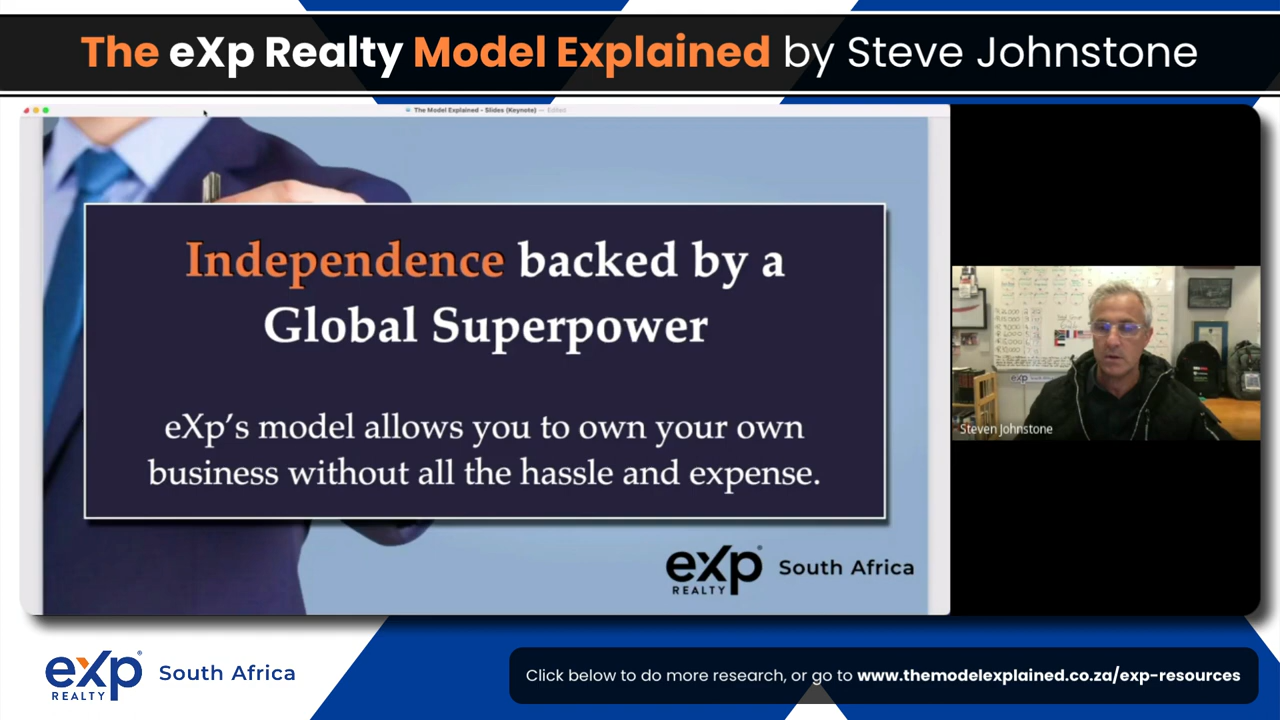 The eXp Realty Model Explained by Steve Johnstone
The Model Explained - Slides (Keynote) — Edited
Independence backed by a
Global Superpower
eXp's model allows you to own your own
business without all the hassle and expense.
eXp
REALTY
South Africa
Steven Johnstone
eXp
REALTY
South Africa
Click below to do more research, or go to www.themodelexplained.co.za/exp-resources